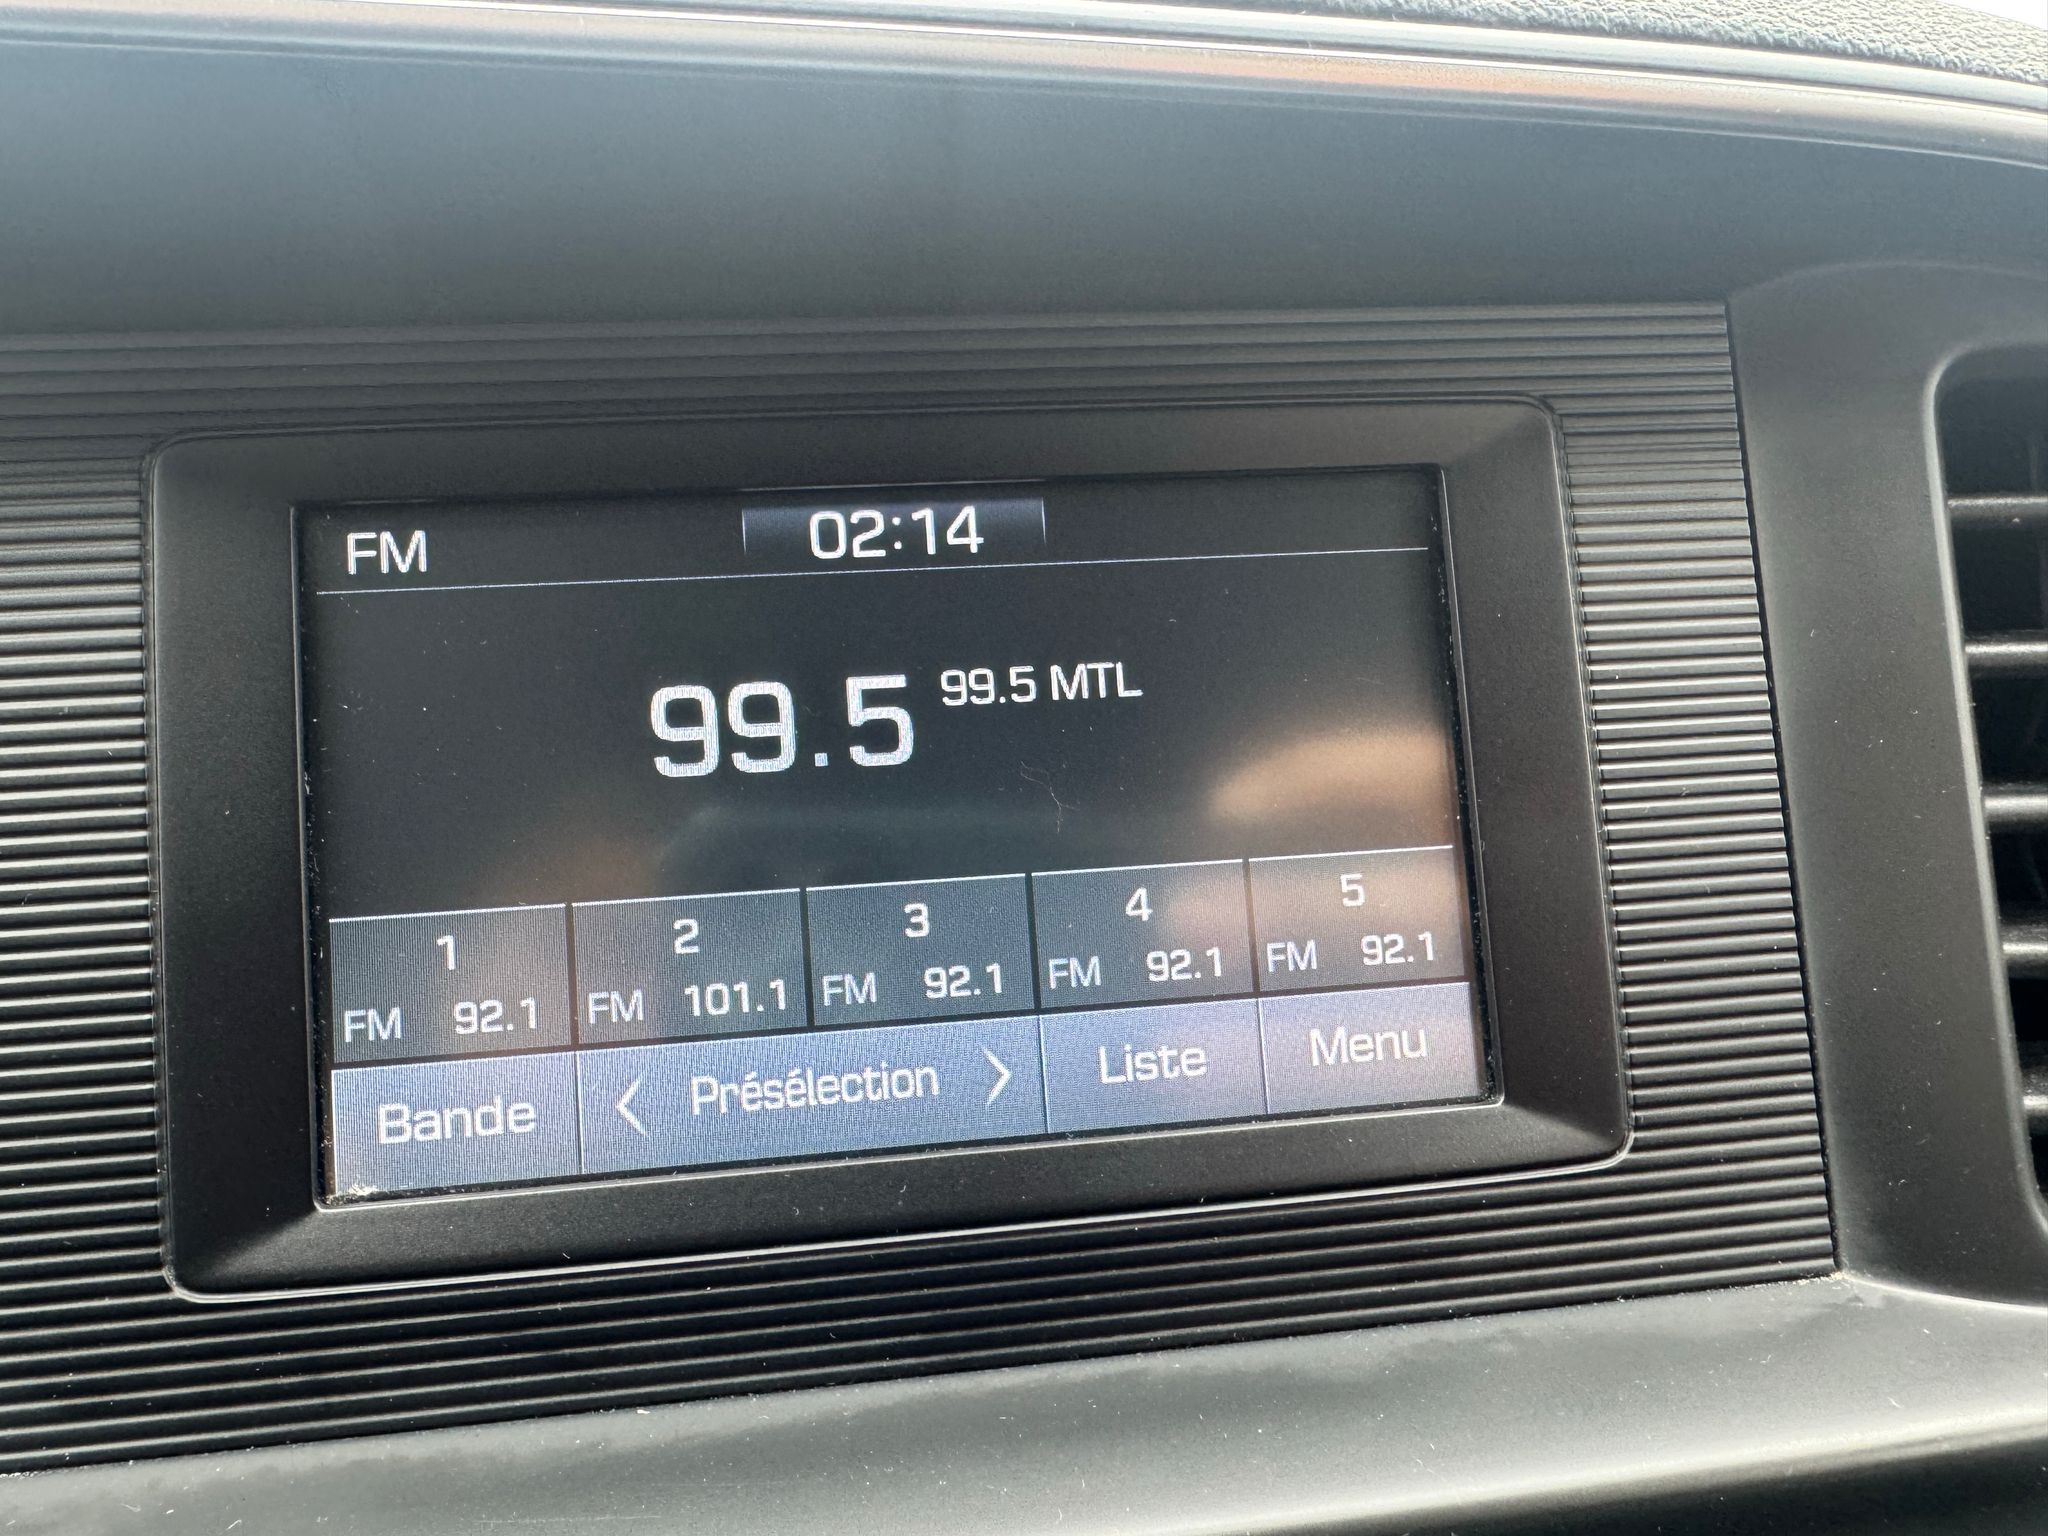 FM 02:14
99.5 99.5 MTL
1 2 3 4 5
FM 92.1 FM 101.1 FM 92.1 FM 92.1 FM 92.1
Bande < Présélection > Liste Menu